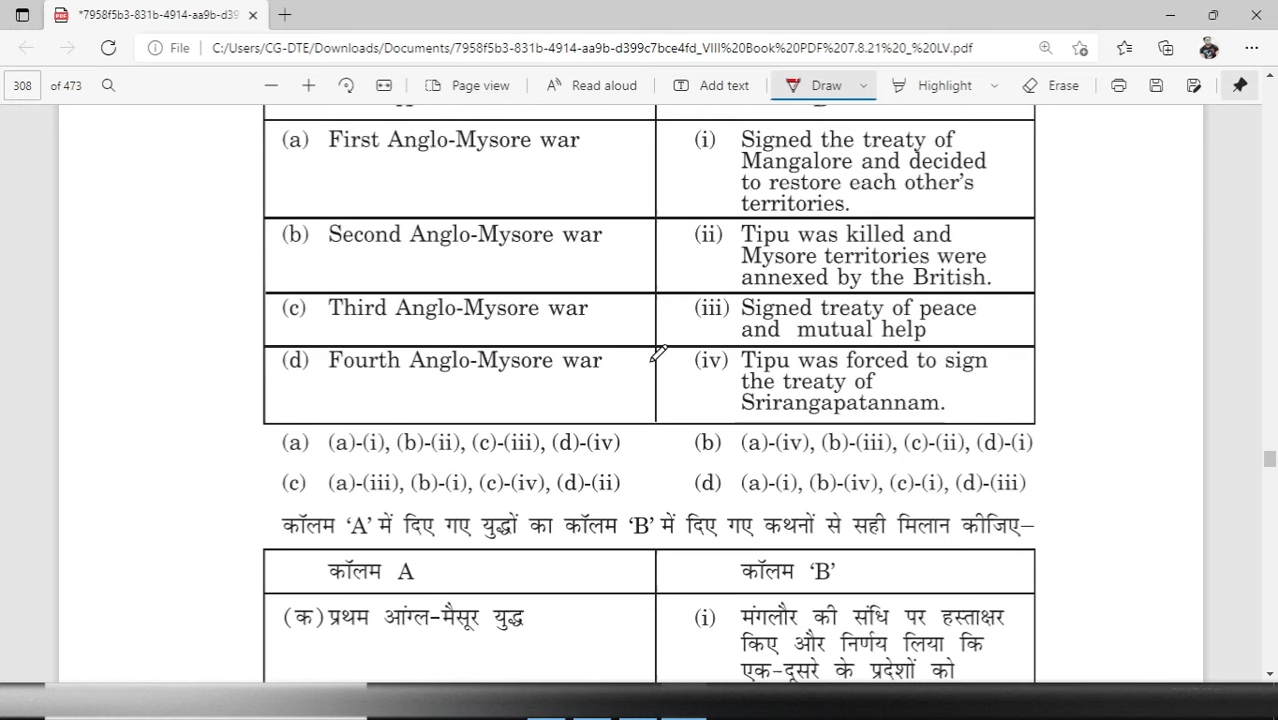 *7958f5b3-831b-4914-aa9b-d39
File C:/Users/CG-DTE/Downloads/Documents/7958f5b3-831b-4914-aa9b-d399c7bce4fd_VIII%20Book%20PDF%207.8.21%20_%20LV.pdf
308 of 473 Page view Read aloud Add text Draw Highlight Erase
(a) First Anglo-Mysore war
(i) Signed the treaty of
Mangalore and decided
to restore each other's
territories.
(b) Second Anglo-Mysore war
(ii) Tipu was killed and
Mysore territories were
annexed by the British.
(c) Third Anglo-Mysore war
(iii) Signed treaty of peace
and mutual help
(d) Fourth Anglo-Mysore war
(iv) Tipu was forced to sign
the treaty of
Srirangapatannam.
(a) (a)-(i), (b)-(ii), (c)-(iii), (d)-(iv) (b) (a)-(iv), (b)-(iii), (c)-(ii), (d)-(i)
(c) (a)-(iii), (b)-(i), (c)-(iv), (d)-(ii) (d) (a)-(i), (b)-(iv), (c)-(i), (d)-(iii)
कॉलम ‘A’ में दिए गए युद्धों का कॉलम ‘B’ में दिए गए कथनों से सही मिलान कीजिए–
कॉलम A कॉलम ‘B’
(क) प्रथम आंग्ल-मैसूर युद्ध
(i) मंगलौर की संधि पर हस्ताक्षर
किए और निर्णय लिया कि
एक-दूसरे के प्रदेशों को